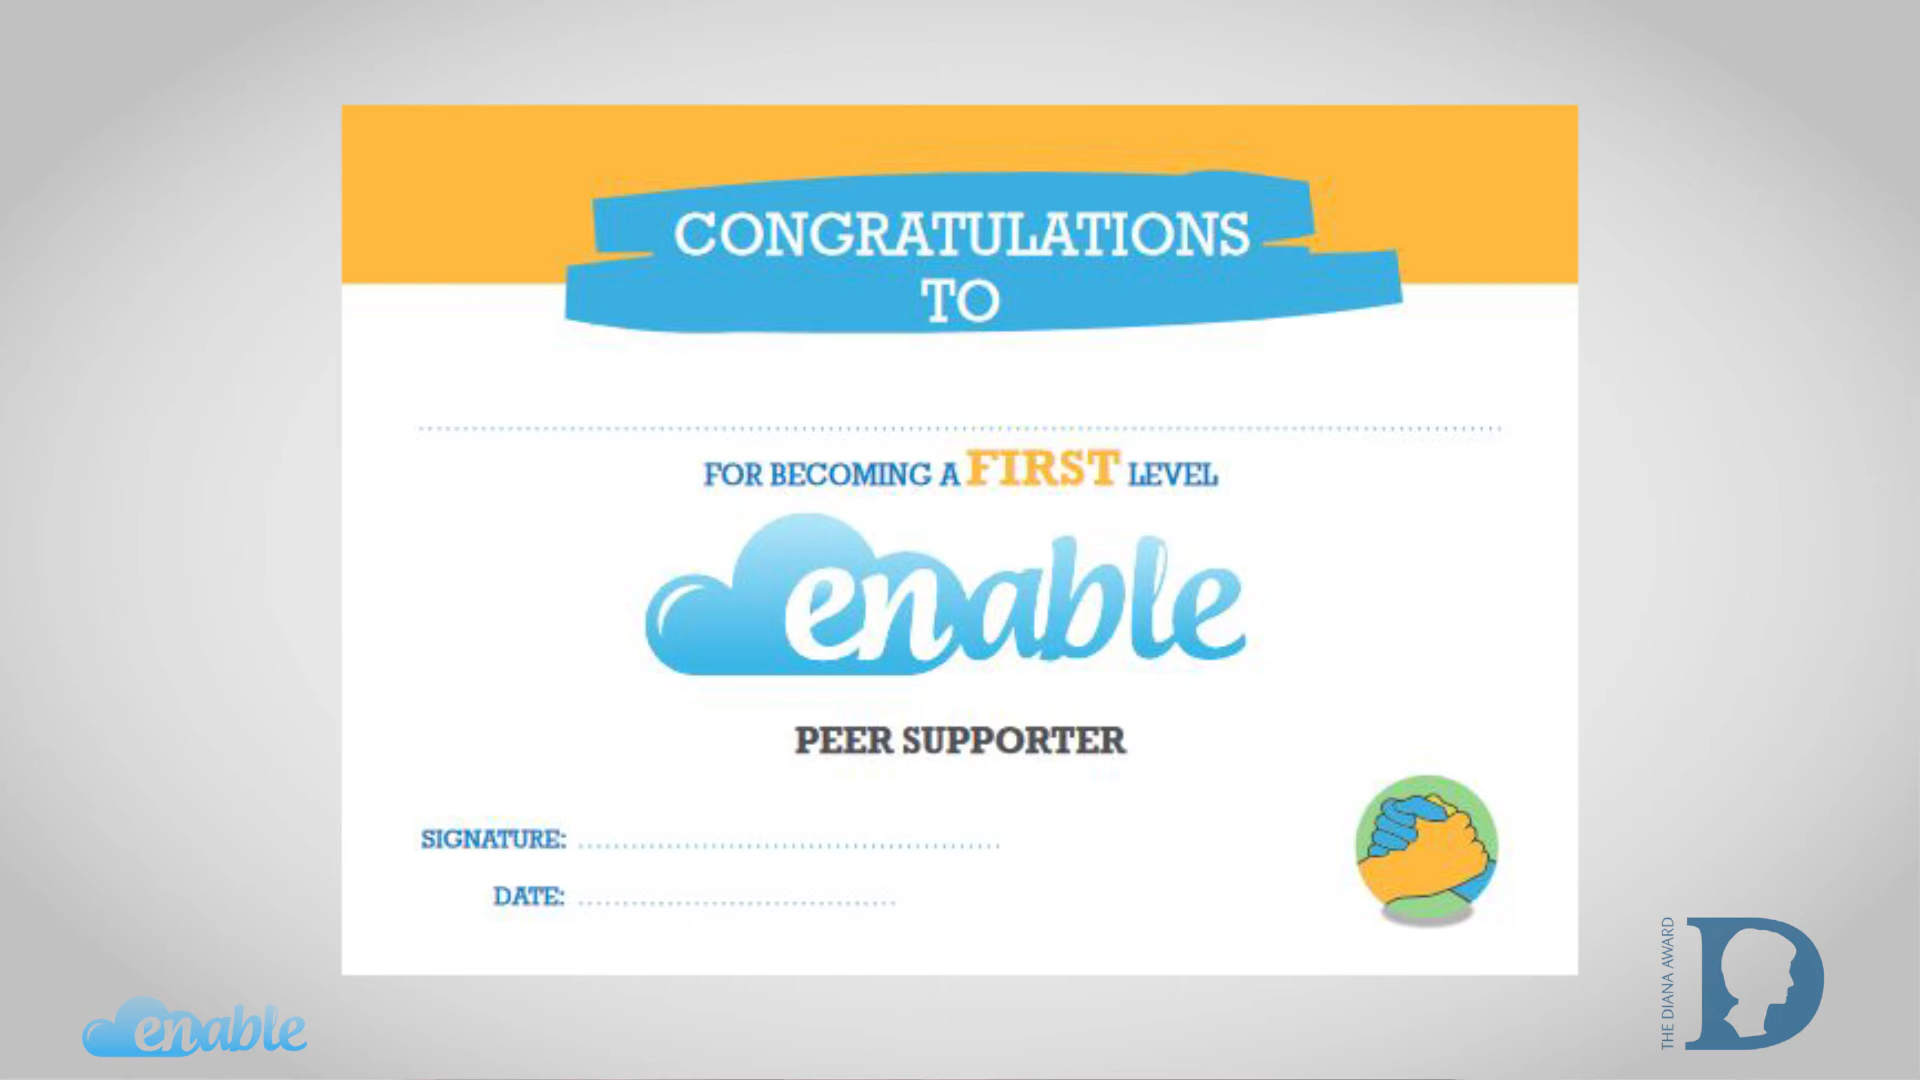 CONGRATULATIONS
TO
FOR BECOMING A FIRST LEVEL
enable
PEER SUPPORTER
SIGNATURE:
DATE:
enable
THE DIANA AWARD
D